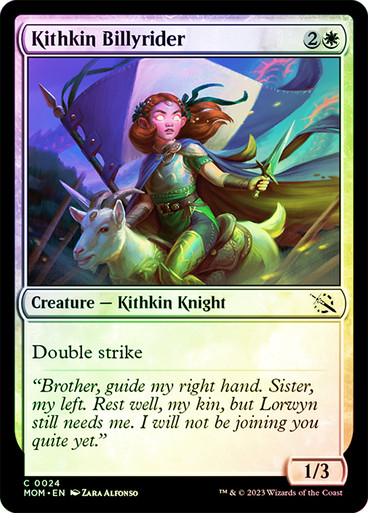 Kithkin Billyrider 2
Creature — Kithkin Knight
Double strike
“Brother, guide my right hand. Sister,
my left. Rest well, my kin, but Lorwyn
still needs me. I will not be joining you
quite yet.”
1/3
C 0024
MOM • EN Zara Alfonso
™ & © 2023 Wizards of the Coast